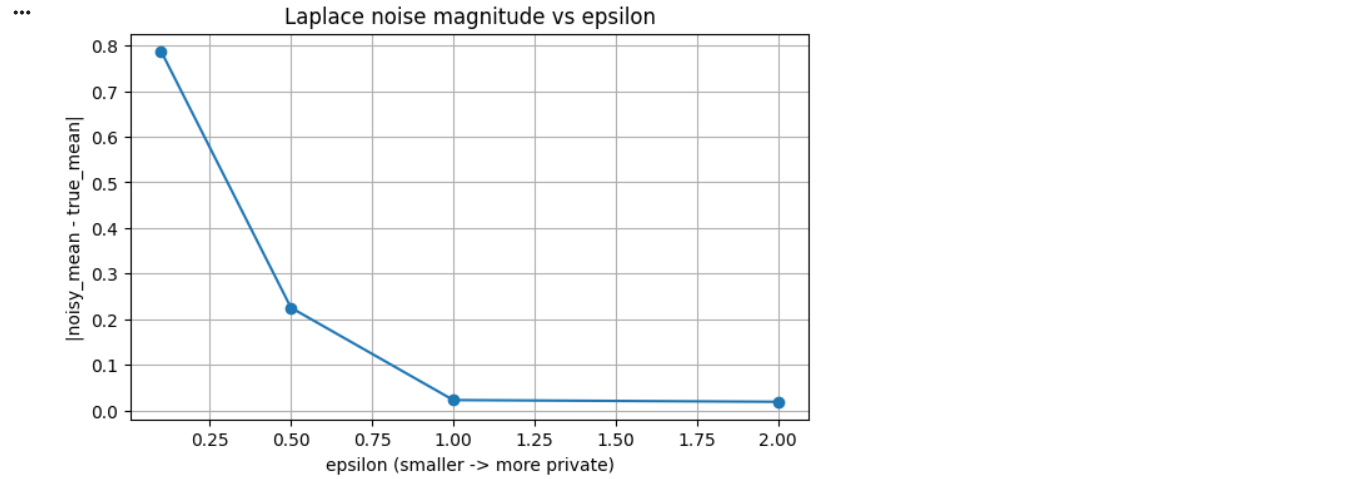 ...
Laplace noise magnitude vs epsilon
|noisy_mean - true_mean|
0.8
0.7
0.6
0.5
0.4
0.3
0.2
0.1
0.0
0.25 0.50 0.75 1.00 1.25 1.50 1.75 2.00
epsilon (smaller -> more private)